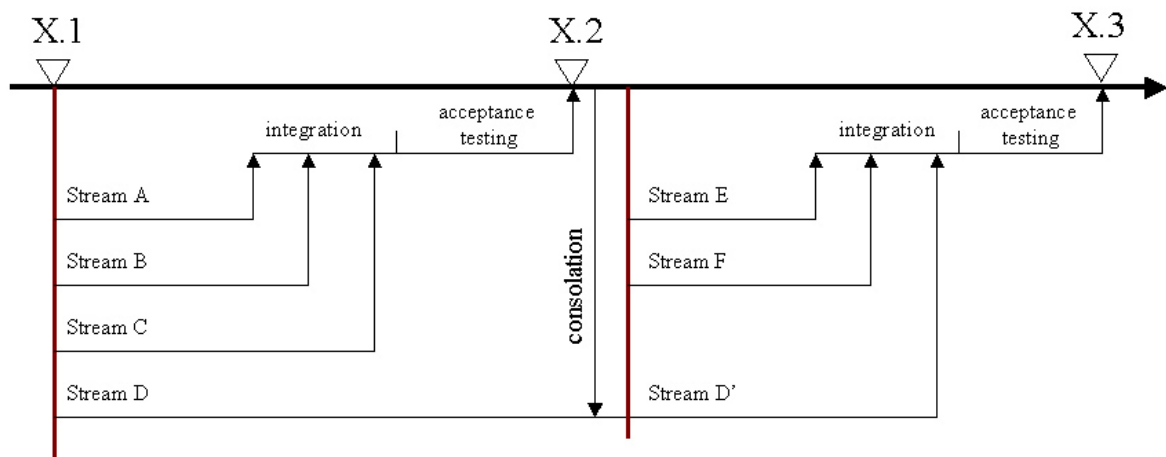 X.1
X.2
X.3
integration
acceptance
testing
integration
acceptance
testing
Stream A
Stream E
Stream B
Stream F
consolation
Stream C
Stream D
Stream D’